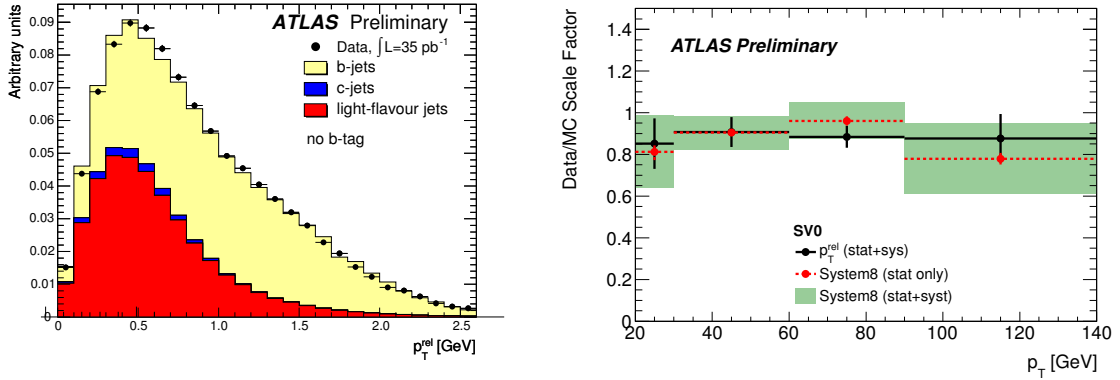 ATLAS Preliminary
Data, ∫L=35 pb-1
b-jets
c-jets
light-flavour jets
no b-tag
Arbitrary units
0.09
0.08
0.07
0.06
0.05
0.04
0.03
0.02
0.01
0
0 0.5 1.0 1.5 2.0 2.5
p_T^rel [GeV]
ATLAS Preliminary
Data/MC Scale Factor
1.4
1.2
1
0.8
0.6
0.4
0.2
0
SV0
p_T^rel (stat+sys)
System8 (stat only)
System8 (stat+syst)
20 40 60 80 100 120 140
p_T [GeV]